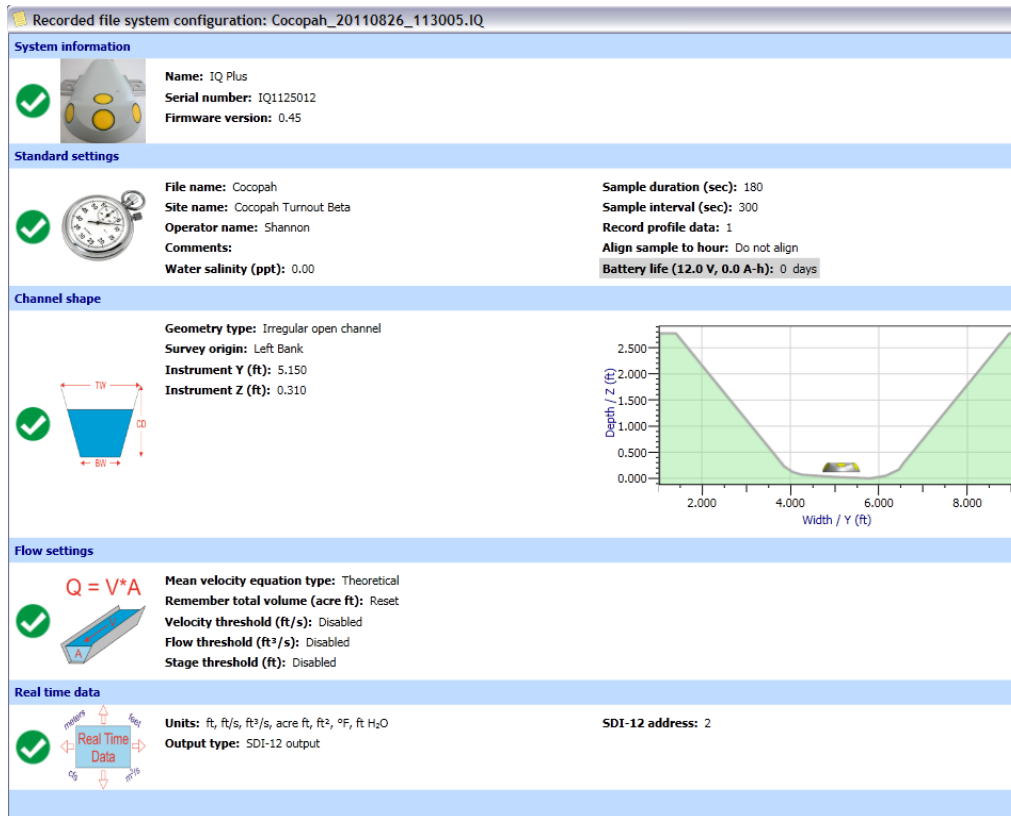 Recorded file system configuration: Cocopah_20110826_113005.IQ
System information
Name: IQ Plus
Serial number: IQ1125012
Firmware version: 0.45
Standard settings
File name: Cocopah
Site name: Cocopah Turnout Beta
Operator name: Shannon
Comments:
Water salinity (ppt): 0.00
Sample duration (sec): 180
Sample interval (sec): 300
Record profile data: 1
Align sample to hour: Do not align
Battery life (12.0 V, 0.0 A-h): 0 days
Channel shape
TW
CD
BW
Geometry type: Irregular open channel
Survey origin: Left Bank
Instrument Y (ft): 5.150
Instrument Z (ft): 0.310
Depth / Z (ft)
2.500
2.000
1.500
1.000
0.500
0.000
2.000 4.000 6.000 8.000
Width / Y (ft)
Flow settings
Q = V*A
A
Mean velocity equation type: Theoretical
Remember total volume (acre ft): Reset
Velocity threshold (ft/s): Disabled
Flow threshold (ft³/s): Disabled
Stage threshold (ft): Disabled
Real time data
meters
feet
Real Time
Data
cfs
m³/s
Units: ft, ft/s, ft³/s, acre ft, ft², °F, ft H₂O
Output type: SDI-12 output
SDI-12 address: 2